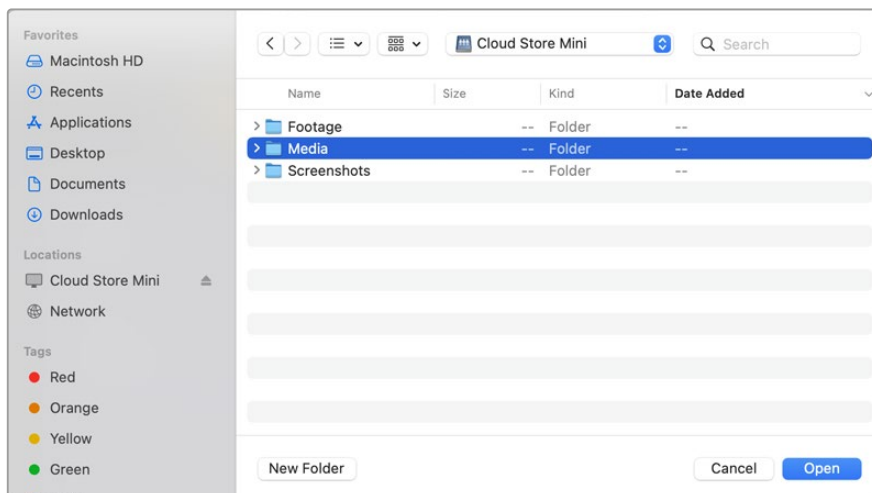 Favorites
Macintosh HD
Recents
Applications
Desktop
Documents
Downloads
Locations
Cloud Store Mini
Network
Tags
Red
Orange
Yellow
Green
Cloud Store Mini
Search
Name Size Kind Date Added
Footage -- Folder --
Media -- Folder --
Screenshots -- Folder --
New Folder Cancel Open